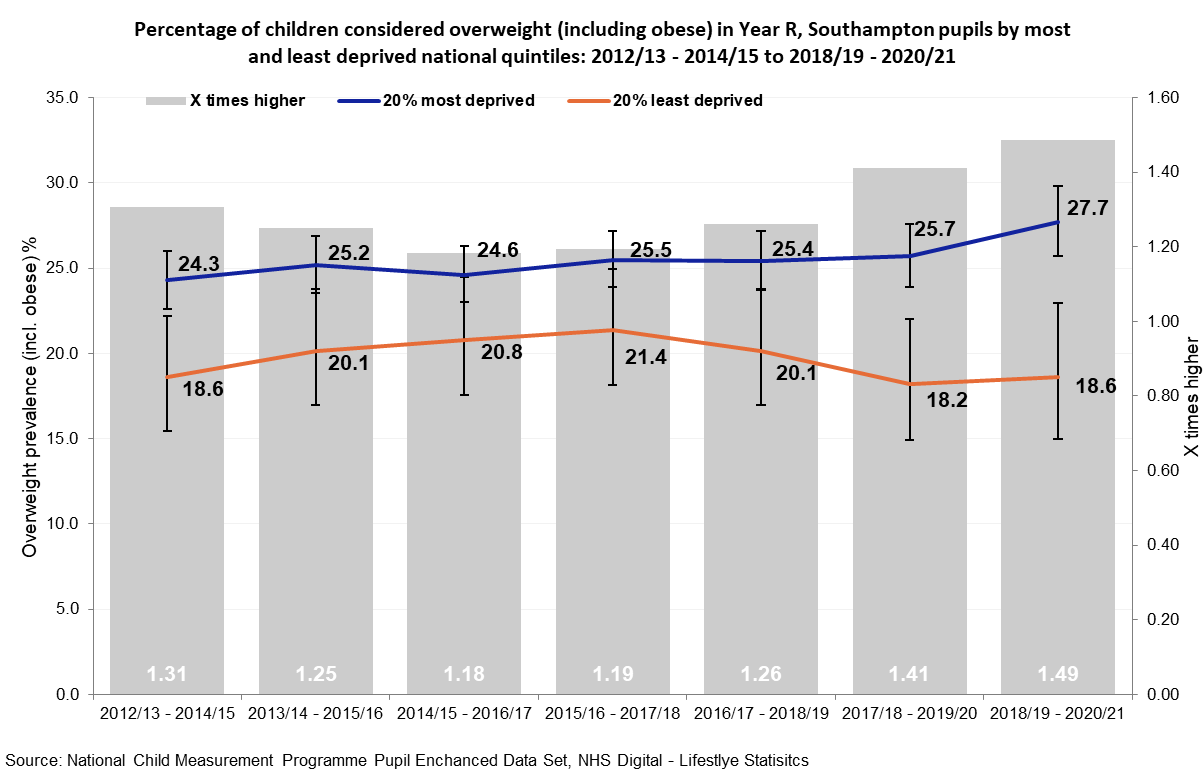 Percentage of children considered overweight (including obese) in Year R, Southampton pupils by most
and least deprived national quintiles: 2012/13 - 2014/15 to 2018/19 - 2020/21
X times higher
20% most deprived
20% least deprived
Overweight prevalence (incl. obese) %
35.0
30.0
25.0
20.0
15.0
10.0
5.0
0.0
24.3
25.2
24.6
25.5
25.4
25.7
27.7
18.6
20.1
20.8
21.4
20.1
18.2
18.6
1.31
1.25
1.18
1.19
1.26
1.41
1.49
1.60
1.40
1.20
1.00
0.80
0.60
0.40
0.20
0.00
X times higher
2012/13 - 2014/15
2013/14 - 2015/16
2014/15 - 2016/17
2015/16 - 2017/18
2016/17 - 2018/19
2017/18 - 2019/20
2018/19 - 2020/21
Source: National Child Measurement Programme Pupil Enchanced Data Set, NHS Digital - Lifestlye Statisitcs